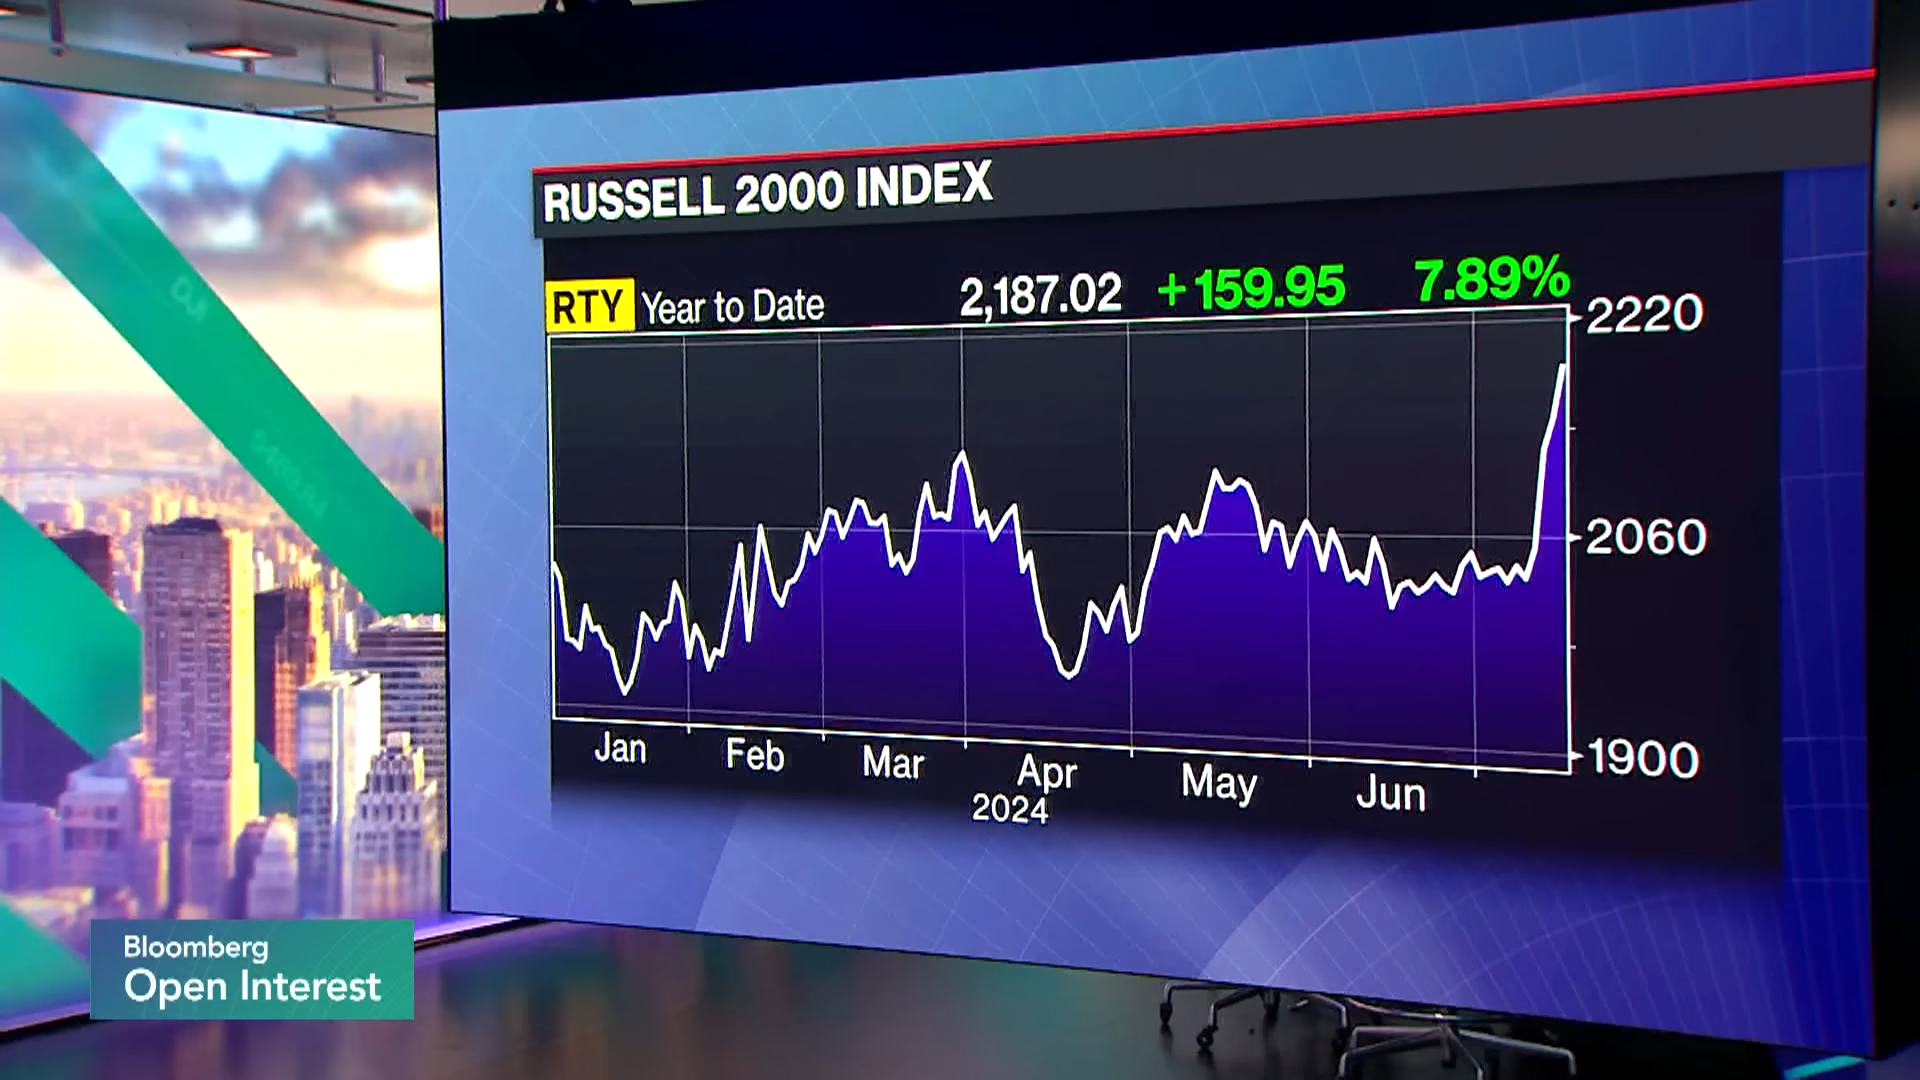 RUSSELL 2000 INDEX
RTY Year to Date 2,187.02 +159.95 7.89%
2220
2060
1900
Jan Feb Mar Apr May Jun
2024
DJI
Bloomberg
Open Interest